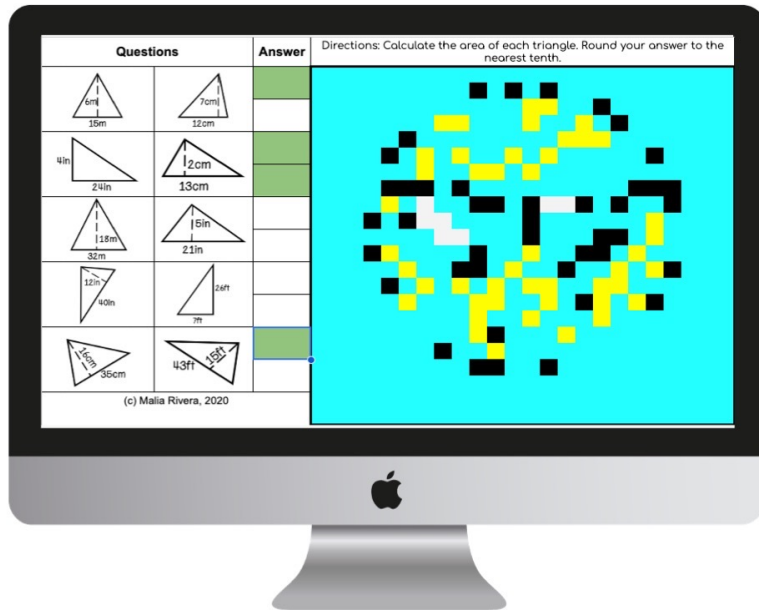 Questions
Answer
Directions: Calculate the area of each triangle. Round your answer to the
nearest tenth.
6m
15m
7cm
12cm
4in
24in
2cm
13cm
18m
32m
5in
21in
12in
40in
26ft
7ft
16cm
35cm
43ft
15ft
(c) Malia Rivera, 2020